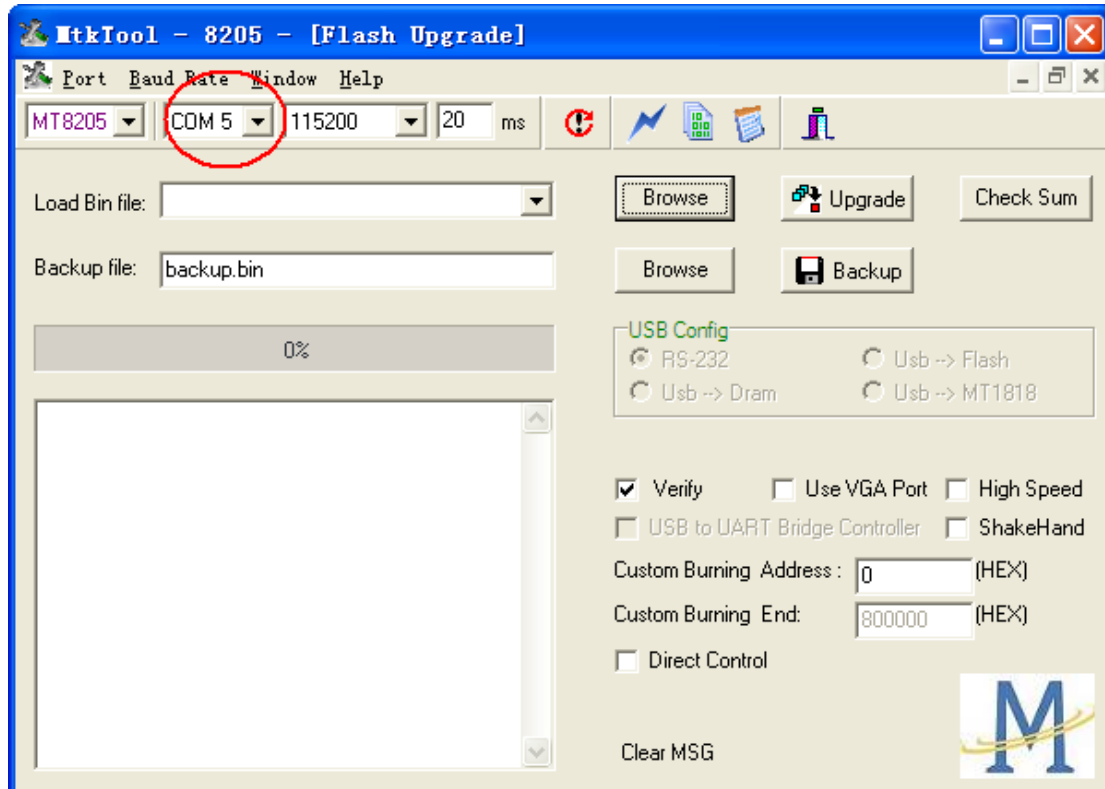 MtkTool - 8205 - [Flash Upgrade]
Port Baud Rate Window Help
MT8205 COM 5 115200 20 ms
Load Bin file: Browse Upgrade Check Sum
Backup file: backup.bin Browse Backup
0%
USB Config
RS-232 Usb --> Flash
Usb --> Dram Usb --> MT1818
Verify Use VGA Port High Speed
USB to UART Bridge Controller ShakeHand
Custom Burning Address : 0 (HEX)
Custom Burning End: 800000 (HEX)
Direct Control
Clear MSG
M